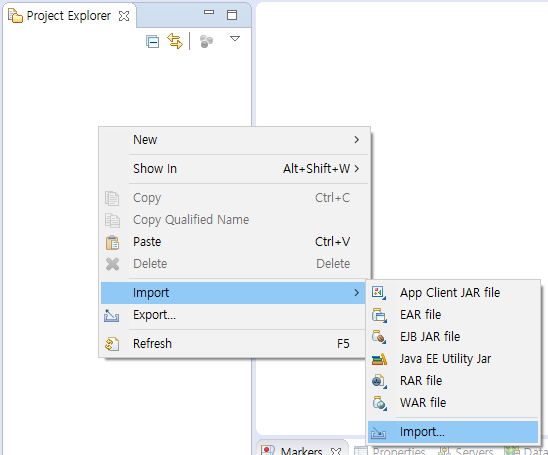 Project Explorer
New
Show In Alt+Shift+W
Copy Ctrl+C
Copy Qualified Name
Paste Ctrl+V
Delete Delete
Import
Export...
Refresh F5
App Client JAR file
EAR file
EJB JAR file
Java EE Utility Jar
RAR file
WAR file
Import...
Markers Properties Servers Data